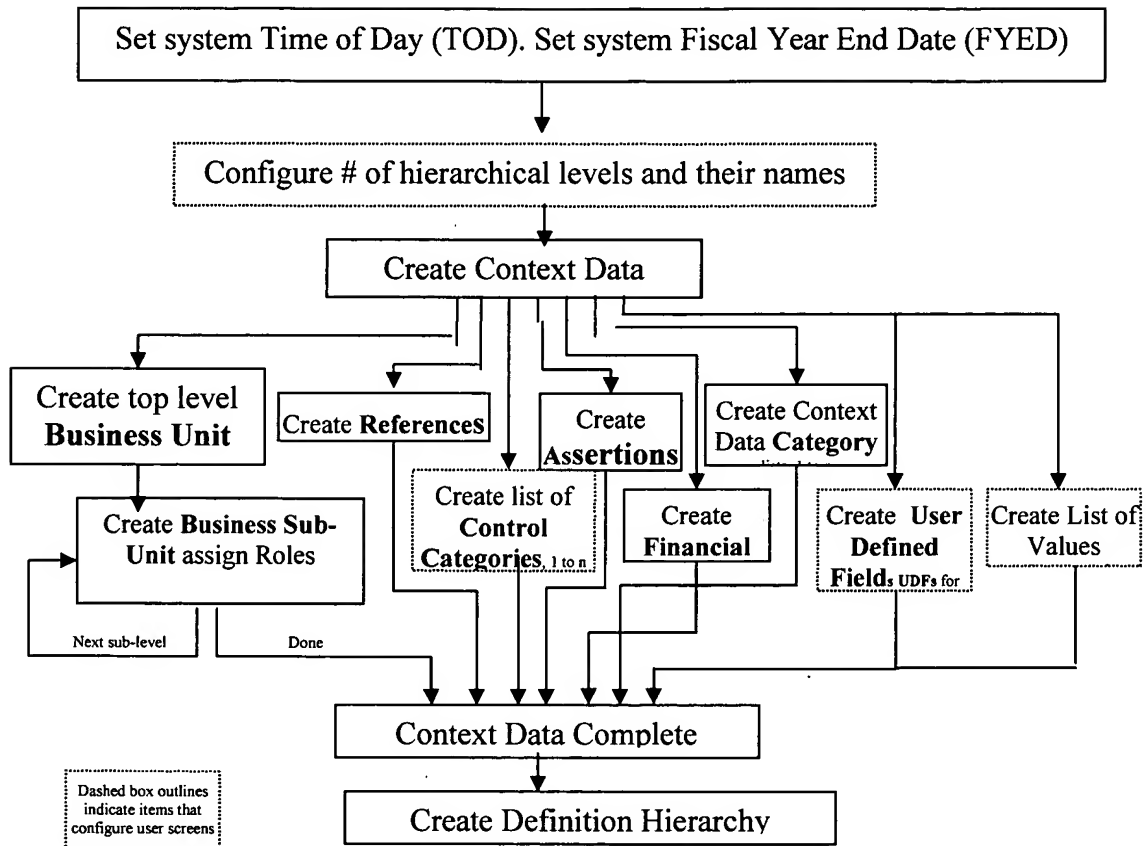 Set system Time of Day (TOD). Set system Fiscal Year End Date (FYED)
Configure # of hierarchical levels and their names
Create Context Data
Create top level
Business Unit
Create References
Create
Assertions
Create Context
Data Category
Create Business Sub-
Unit assign Roles
Create list of
Control
Categories, 1 to n
Create
Financial
Create User
Defined
Fields UDFs for
Create List of
Values
Next sub-level
Done
Context Data Complete
Dashed box outlines
indicate items that
configure user screens
Create Definition Hierarchy